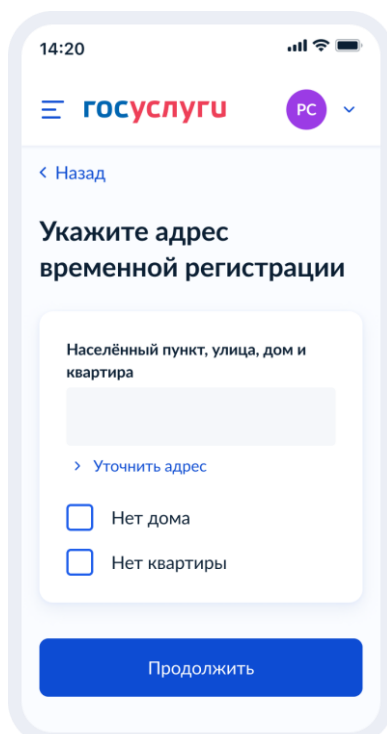 14:20
госуслуги
РС
Назад
Укажите адрес
временной регистрации
Населённый пункт, улица, дом и
квартира
Уточнить адрес
Нет дома
Нет квартиры
Продолжить